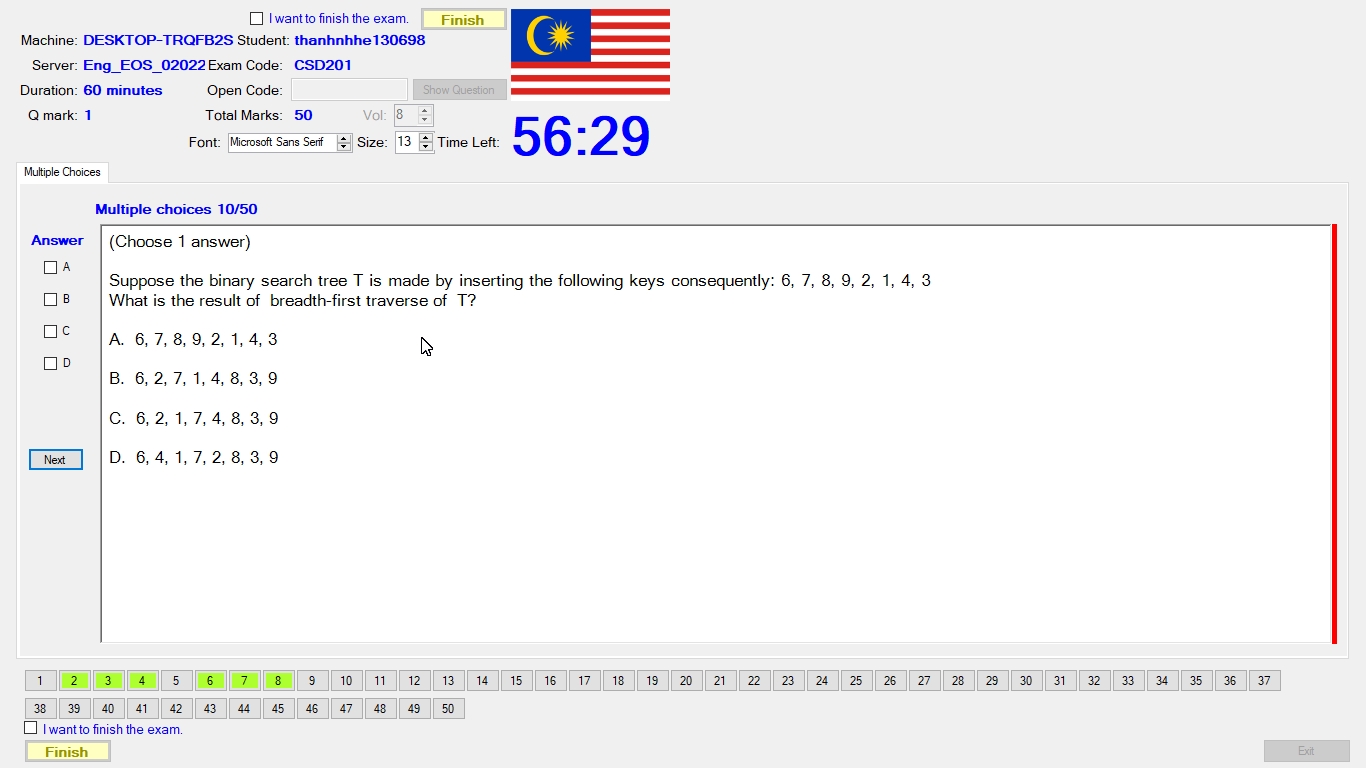 I want to finish the exam. Finish
Machine: DESKTOP-TRQFB2S Student: thanhnhhe130698
Server: Eng_EOS_02022 Exam Code: CSD201
Duration: 60 minutes Open Code: Show Question
Q mark: 1 Total Marks: 50 Vol: 8
Font: Microsoft Sans Serif Size: 13 Time Left: 56:29
Multiple Choices
Multiple choices 10/50
Answer
A
B
C
D
Next
(Choose 1 answer)
Suppose the binary search tree T is made by inserting the following keys consequently: 6, 7, 8, 9, 2, 1, 4, 3
What is the result of breadth-first traverse of T?
A. 6, 7, 8, 9, 2, 1, 4, 3
B. 6, 2, 7, 1, 4, 8, 3, 9
C. 6, 2, 1, 7, 4, 8, 3, 9
D. 6, 4, 1, 7, 2, 8, 3, 9
1 2 3 4 5 6 7 8 9 10 11 12 13 14 15 16 17 18 19 20 21 22 23 24 25 26 27 28 29 30 31 32 33 34 35 36 37
38 39 40 41 42 43 44 45 46 47 48 49 50
I want to finish the exam.
Finish Exit